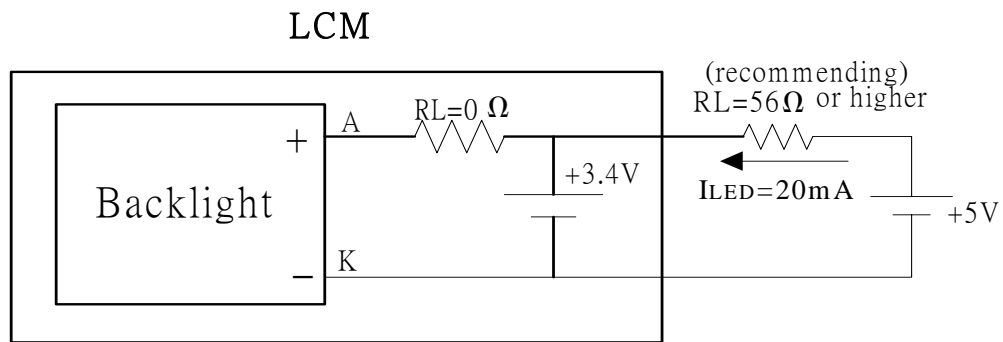 LCM
(recommending)
RL=56Ω or higher
A
RL=0 Ω
+
+3.4V
ILED=20mA
Backlight
+5V
K
−